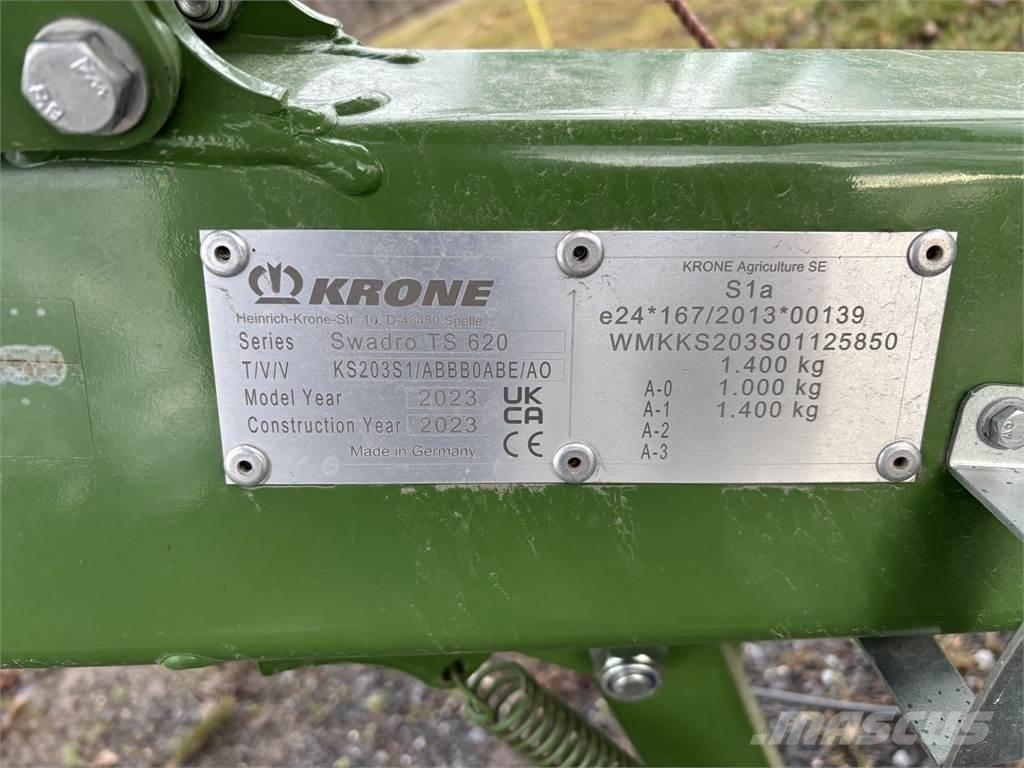 KRONE
Heinrich-Krone-Str. 10, D-48480 Spelle
Series Swadro TS 620
T/V/V KS203S1/ABBB0ABE/AO
Model Year 2023
Construction Year 2023
Made in Germany
UK
CA
CE
KRONE Agriculture SE
S1a
e24*167/2013*00139
WMKKS203S01125850
1.400 kg
A-0 1.000 kg
A-1 1.400 kg
A-2
A-3
MASCUS